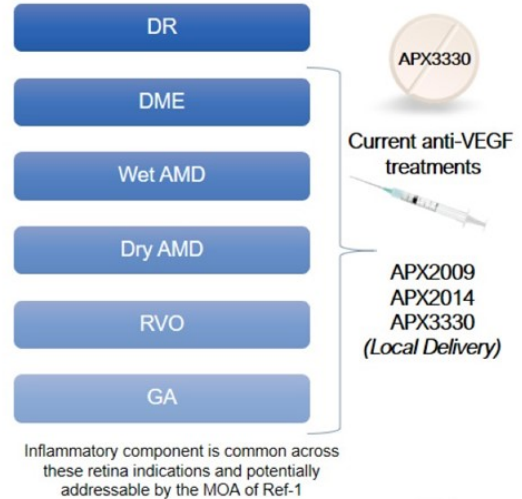 DR
APX3330
DME
Current anti-VEGF
treatments
Wet AMD
Dry AMD
APX2009
APX2014
APX3330
(Local Delivery)
RVO
GA
Inflammatory component is common across
these retina indications and potentially
addressable by the MOA of Ref-1